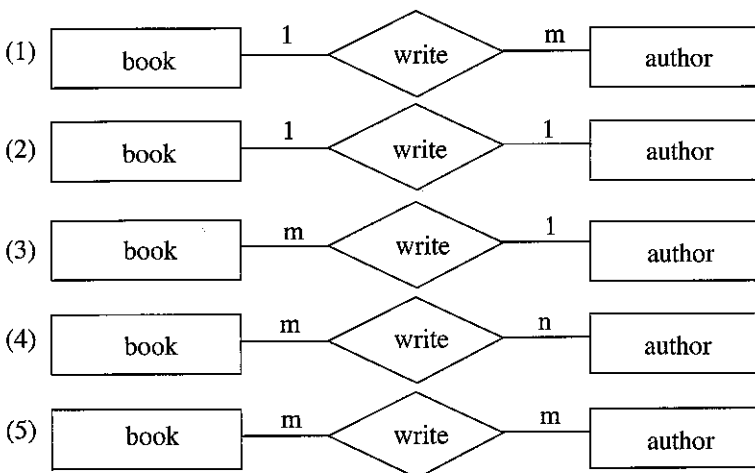 (1) book 1 write m author
(2) book 1 write 1 author
(3) book m write 1 author
(4) book m write n author
(5) book m write m author